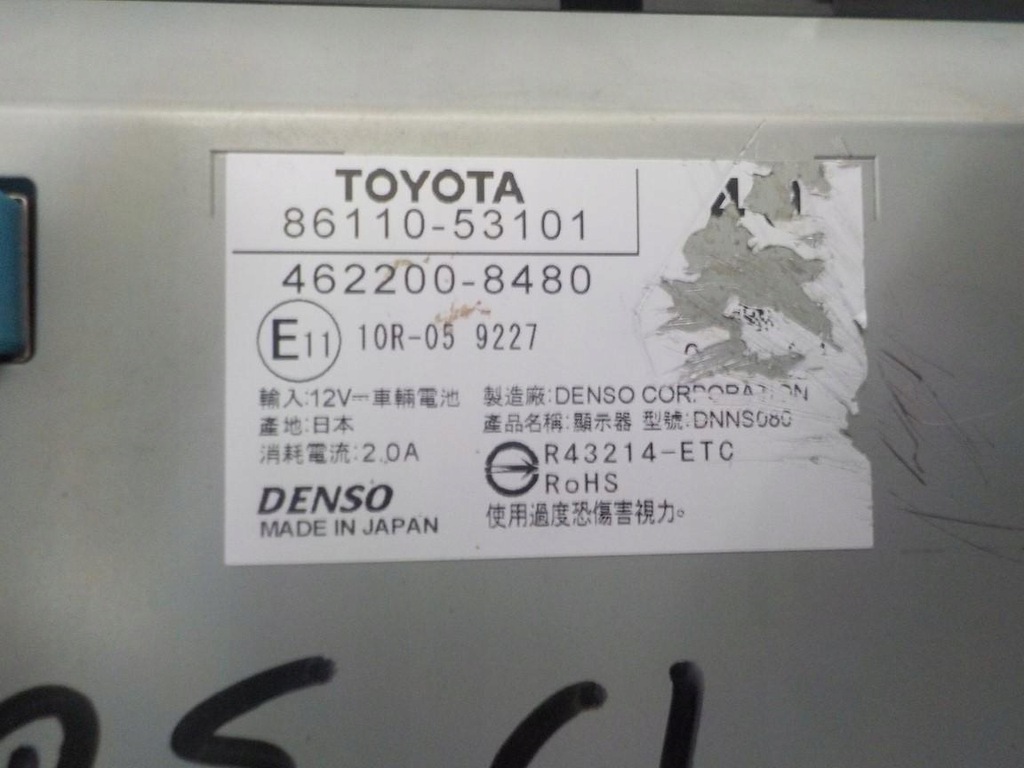 TOYOTA
86110-53101
462200-8480
E11 10R-05 9227
輸入:12V⎓車輛電池
產地:日本
消耗電流:2.0A
DENSO
MADE IN JAPAN
製造廠:DENSO CORPORATION
產品名稱:顯示器 型號:DNNS080
R43214-ETC
RoHS
使用過度恐傷害視力。